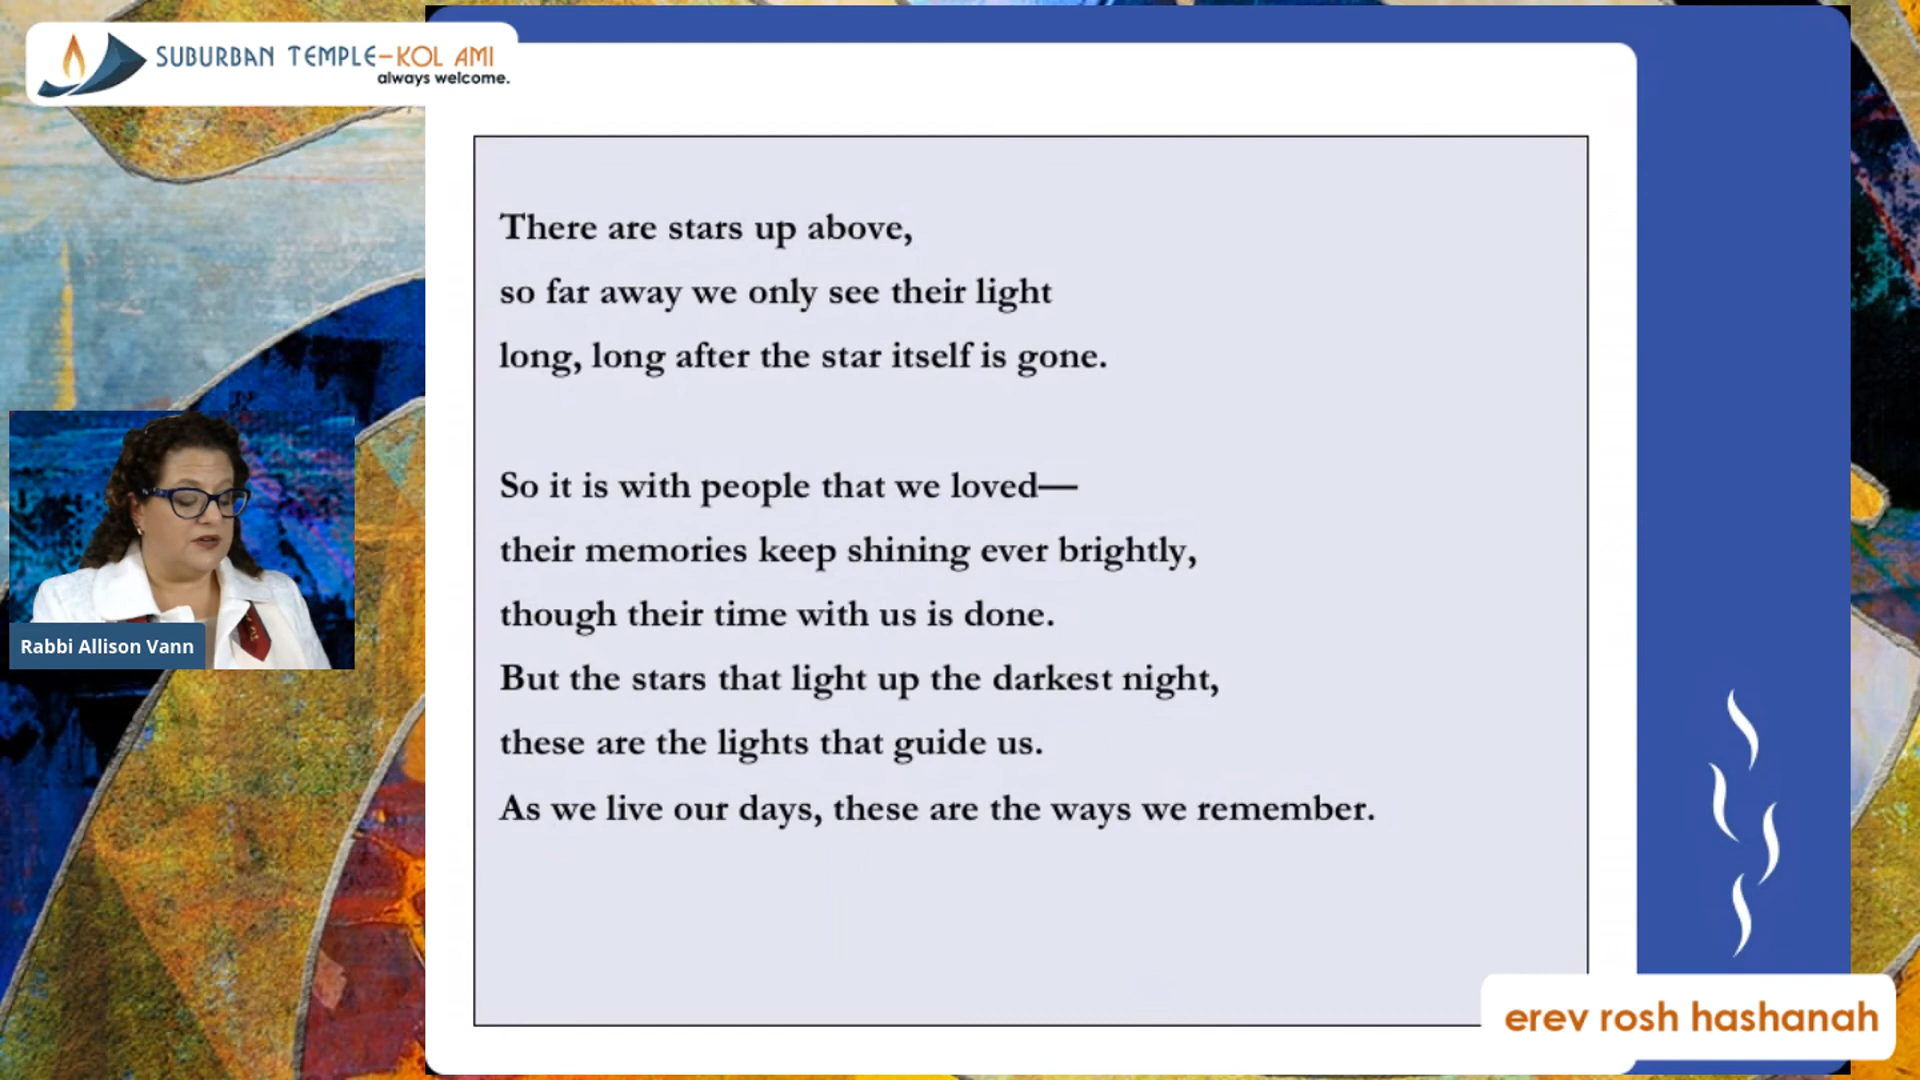 SUBURBAN TEMPLE–KOL AMI
always welcome.
There are stars up above,
so far away we only see their light
long, long after the star itself is gone.
So it is with people that we loved—
their memories keep shining ever brightly,
though their time with us is done.
But the stars that light up the darkest night,
these are the lights that guide us.
As we live our days, these are the ways we remember.
Rabbi Allison Vann
erev rosh hashanah